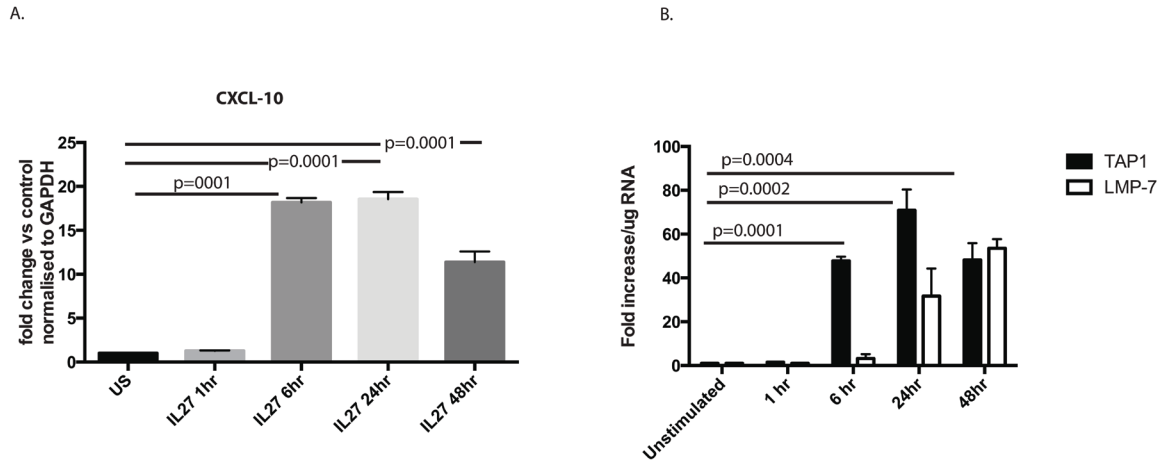 A.
B.
CXCL-10
fold change vs control
normalised to GAPDH
25
20
15
10
5
0
p=0.0001
p=0.0001
p=0001
US
IL27 1hr
IL27 6hr
IL27 24hr
IL27 48hr
Fold increase/ug RNA
100
80
60
40
20
0
p=0.0004
p=0.0002
p=0.0001
Unstimulated
1 hr
6 hr
24hr
48hr
TAP1
LMP-7